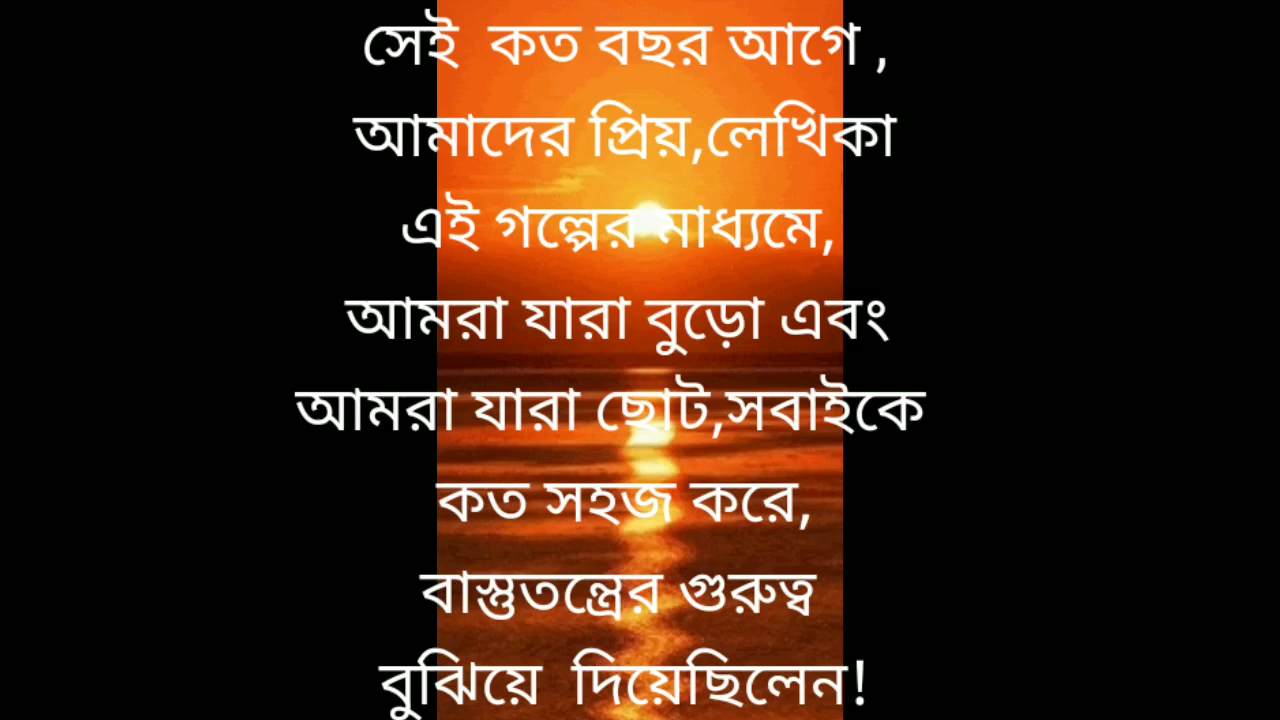 সেই  কত বছর আগে ,
আমাদের প্রিয়,লেখিকা
এই গল্পের মাধ্যমে,
আমরা যারা বুড়ো এবং
আমরা যারা ছোট,সবাইকে
কত সহজ করে,
বাস্তুতন্ত্রের গুরুত্ব
বুঝিয়ে  দিয়েছিলেন!